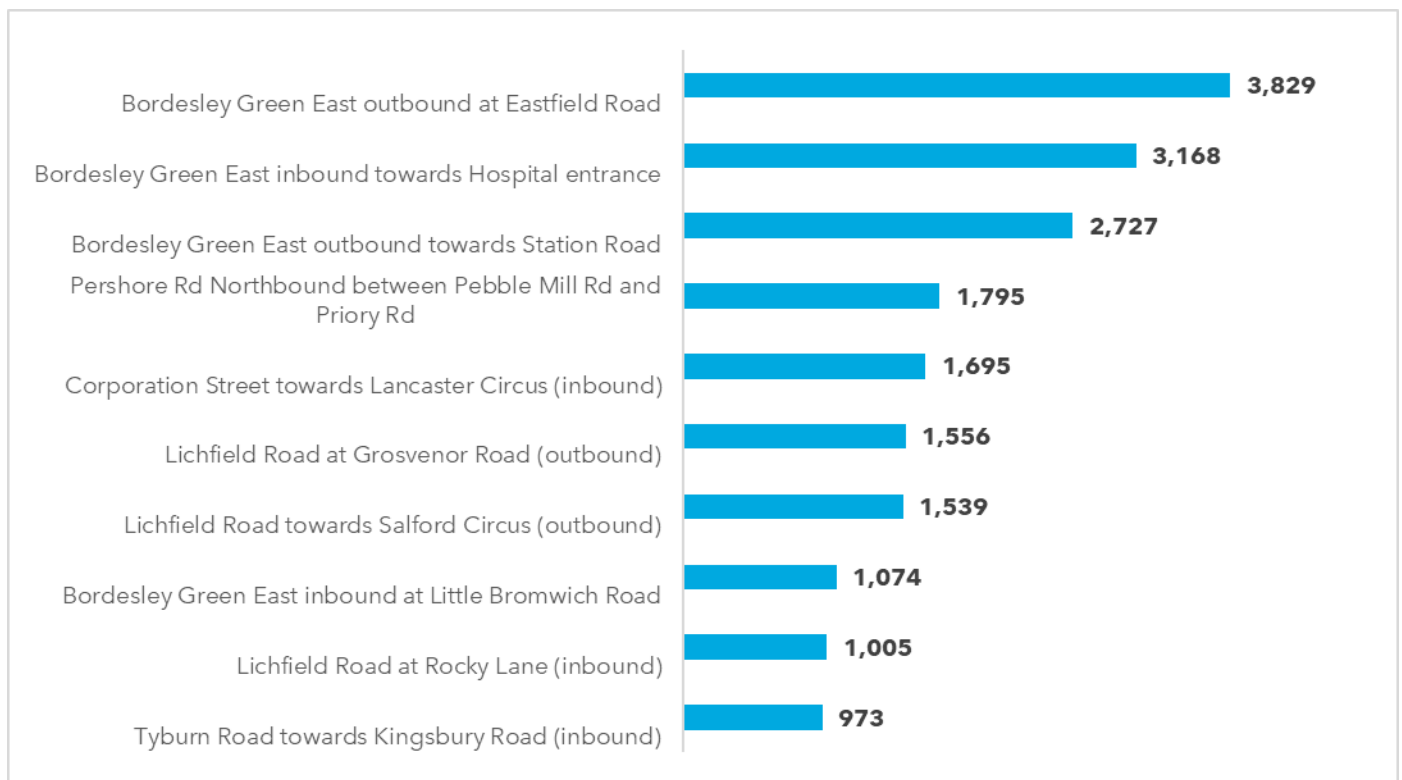 Bordesley Green East outbound at Eastfield Road
3,829
Bordesley Green East inbound towards Hospital entrance
3,168
Bordesley Green East outbound towards Station Road
2,727
Pershore Rd Northbound between Pebble Mill Rd and
Priory Rd
1,795
Corporation Street towards Lancaster Circus (inbound)
1,695
Lichfield Road at Grosvenor Road (outbound)
1,556
Lichfield Road towards Salford Circus (outbound)
1,539
Bordesley Green East inbound at Little Bromwich Road
1,074
Lichfield Road at Rocky Lane (inbound)
1,005
Tyburn Road towards Kingsbury Road (inbound)
973